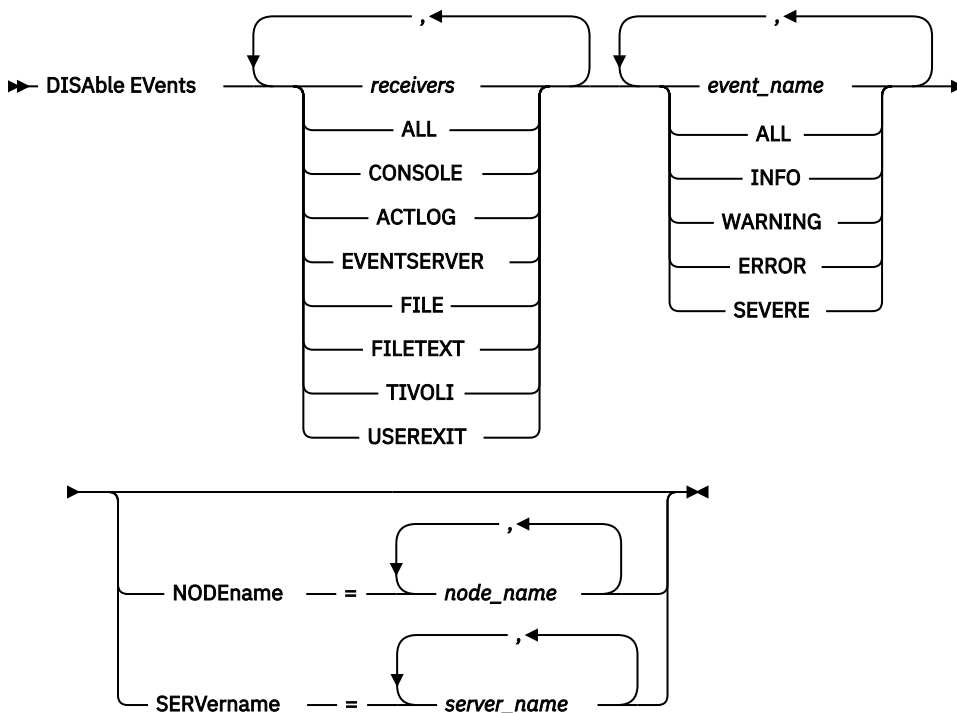 , ,
DISAble EVents receivers event_name
ALL ALL
CONSOLE INFO
ACTLOG WARNING
EVENTSERVER ERROR
FILE SEVERE
FILETEXT
TIVOLI
USEREXIT
,
NODEname = node_name
,
SERVername = server_name